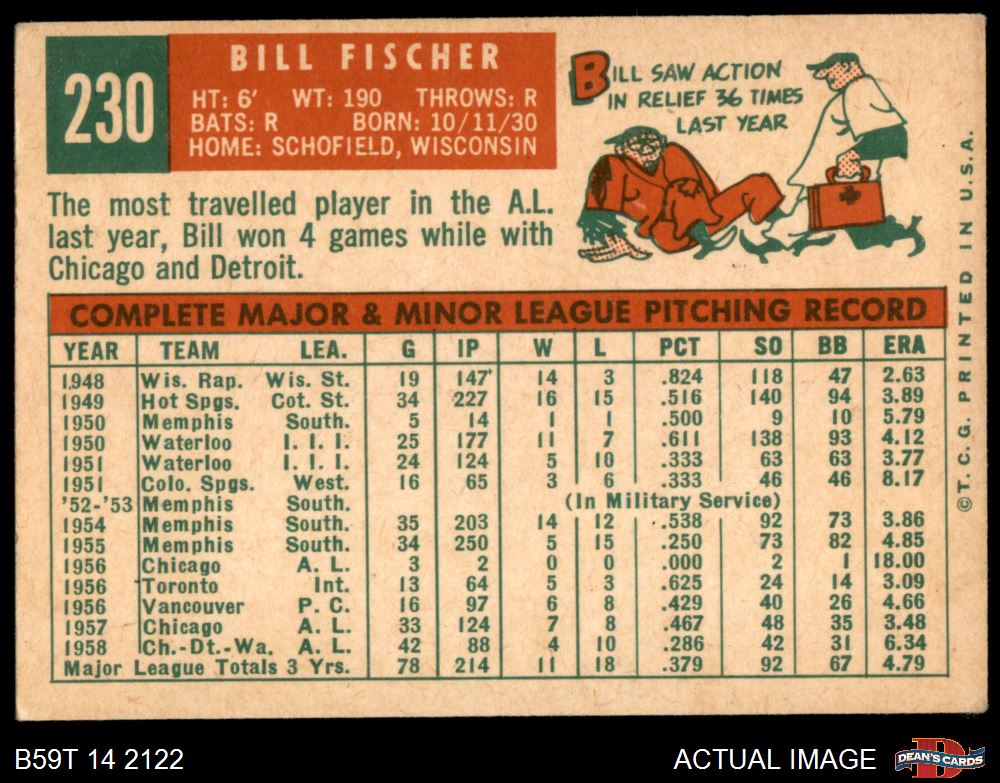 230
BILL FISCHER
HT: 6' WT: 190 THROWS: R
BATS: R BORN: 10/11/30
HOME: SCHOFIELD, WISCONSIN
BILL SAW ACTION
IN RELIEF 36 TIMES
LAST YEAR
The most travelled player in the A.L.
last year, Bill won 4 games while with
Chicago and Detroit.
COMPLETE MAJOR & MINOR LEAGUE PITCHING RECORD
YEAR TEAM LEA. G IP W L PCT SO BB ERA
1948 Wis. Rap. Wis. St. 19 147 14 3 .824 118 47 2.63
1949 Hot Spgs. Cot. St. 34 227 16 15 .516 140 94 3.89
1950 Memphis South. 5 14 1 1 .500 9 10 5.79
1950 Waterloo I. I. I. 25 177 11 7 .611 138 93 4.12
1951 Waterloo I. I. I. 24 124 5 10 .333 63 63 3.77
1951 Colo. Spgs. West. 16 65 3 6 .333 46 46 8.17
'52-'53 Memphis South. (In Military Service)
1954 Memphis South. 35 203 14 12 .538 92 73 3.86
1955 Memphis South. 34 250 5 15 .250 73 82 4.85
1956 Chicago A. L. 3 2 0 0 .000 2 1 18.00
1956 Toronto Int. 13 64 5 3 .625 24 14 3.09
1956 Vancouver P. C. 16 97 6 8 .429 40 26 4.66
1957 Chicago A. L. 33 124 7 8 .467 48 35 3.48
1958 Ch.-Dt.-Wa. A. L. 42 88 4 10 .286 42 31 6.34
Major League Totals 3 Yrs. 78 214 11 18 .379 92 67 4.79
© T. C. G. PRINTED IN U.S.A.
B59T 14 2122
ACTUAL IMAGE
DEAN'S CARDS